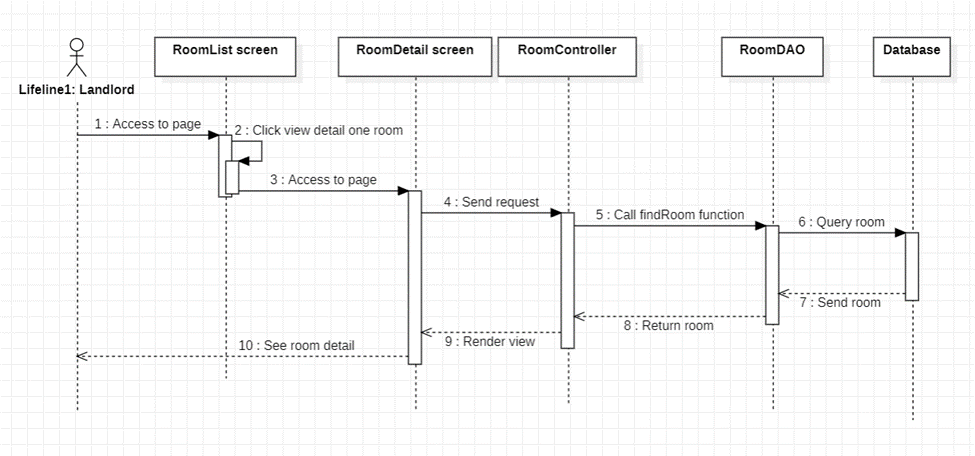 RoomList screen
RoomDetail screen
RoomController
RoomDAO
Database
Lifeline1: Landlord
1 : Access to page
2 : Click view detail one room
3 : Access to page
4 : Send request
5 : Call findRoom function
6 : Query room
7 : Send room
8 : Return room
9 : Render view
10 : See room detail